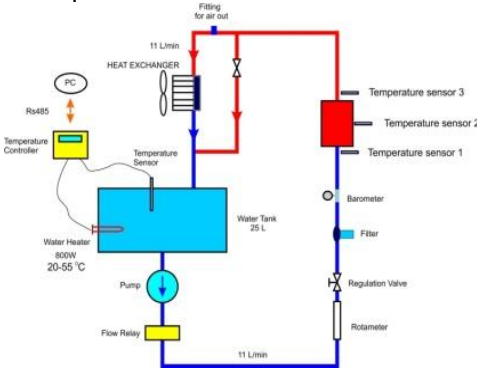 Fitting
for air out
11 L/min
HEAT EXCHANGER
PC
Rs485
Temperature
Controller
Temperature
Sensor
Temperature sensor 3
Temperature sensor 2
Temperature sensor 1
Barometer
Water Tank
25 L
Filter
Water Heater
800W
20-55 °C
Pump
Regulation Valve
Flow Relay
Rotameter
11 L/min